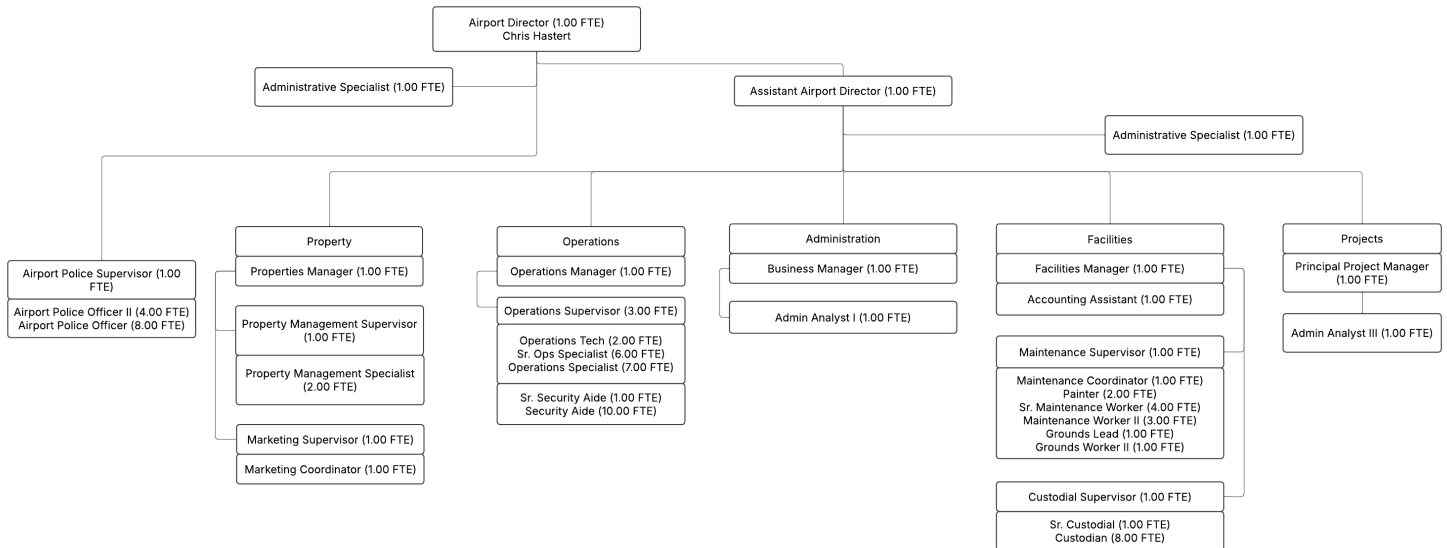 Airport Director (1.00 FTE)
Chris Hastert
Administrative Specialist (1.00 FTE)
Assistant Airport Director (1.00 FTE)
Administrative Specialist (1.00 FTE)
Airport Police Supervisor (1.00
FTE)
Airport Police Officer II (4.00 FTE)
Airport Police Officer (8.00 FTE)
Property
Properties Manager (1.00 FTE)
Property Management Supervisor
(1.00 FTE)
Property Management Specialist
(2.00 FTE)
Marketing Supervisor (1.00 FTE)
Marketing Coordinator (1.00 FTE)
Operations
Operations Manager (1.00 FTE)
Operations Supervisor (3.00 FTE)
Operations Tech (2.00 FTE)
Sr. Ops Specialist (6.00 FTE)
Operations Specialist (7.00 FTE)
Sr. Security Aide (1.00 FTE)
Security Aide (10.00 FTE)
Administration
Business Manager (1.00 FTE)
Admin Analyst I (1.00 FTE)
Facilities
Facilities Manager (1.00 FTE)
Accounting Assistant (1.00 FTE)
Maintenance Supervisor (1.00 FTE)
Maintenance Coordinator (1.00 FTE)
Painter (2.00 FTE)
Sr. Maintenance Worker (4.00 FTE)
Maintenance Worker II (3.00 FTE)
Grounds Lead (1.00 FTE)
Grounds Worker II (1.00 FTE)
Custodial Supervisor (1.00 FTE)
Sr. Custodial (1.00 FTE)
Custodian (8.00 FTE)
Projects
Principal Project Manager
(1.00 FTE)
Admin Analyst III (1.00 FTE)